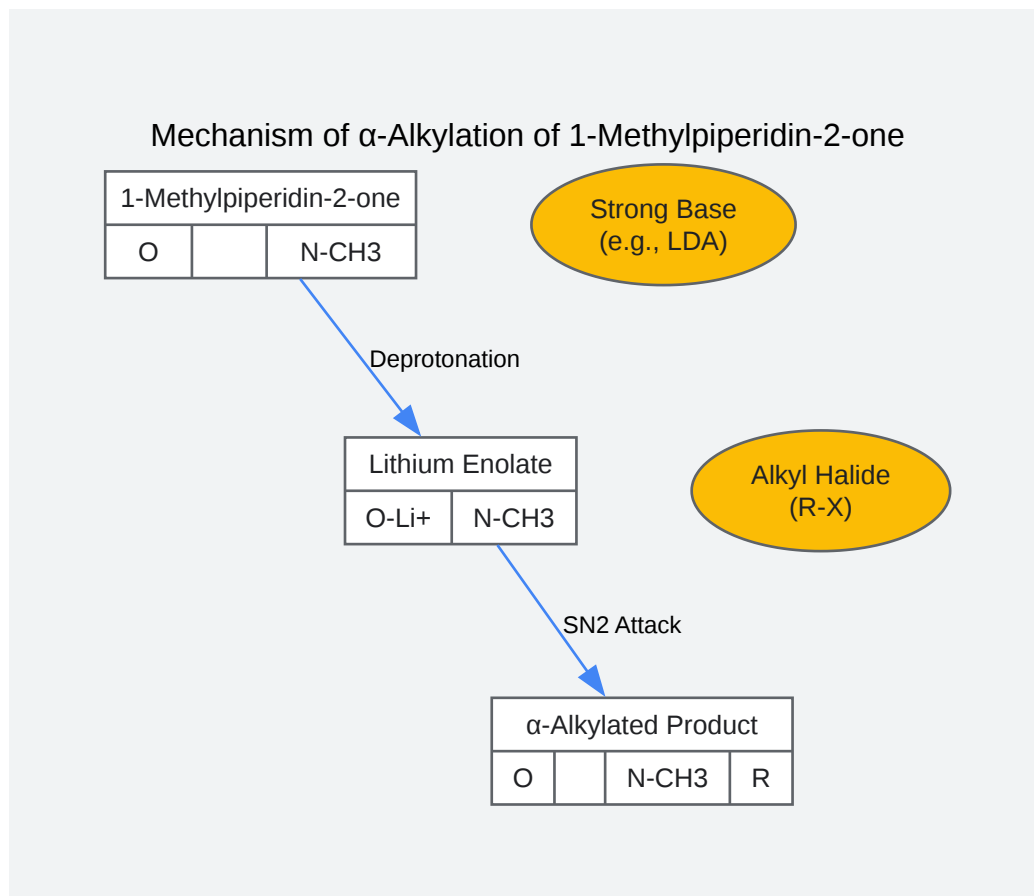 Mechanism of α-Alkylation of 1-Methylpiperidin-2-one
1-Methylpiperidin-2-one
O
N-CH3
Strong Base
(e.g., LDA)
Deprotonation
Lithium Enolate
O-Li+
N-CH3
Alkyl Halide
(R-X)
SN2 Attack
α-Alkylated Product
O
N-CH3
R